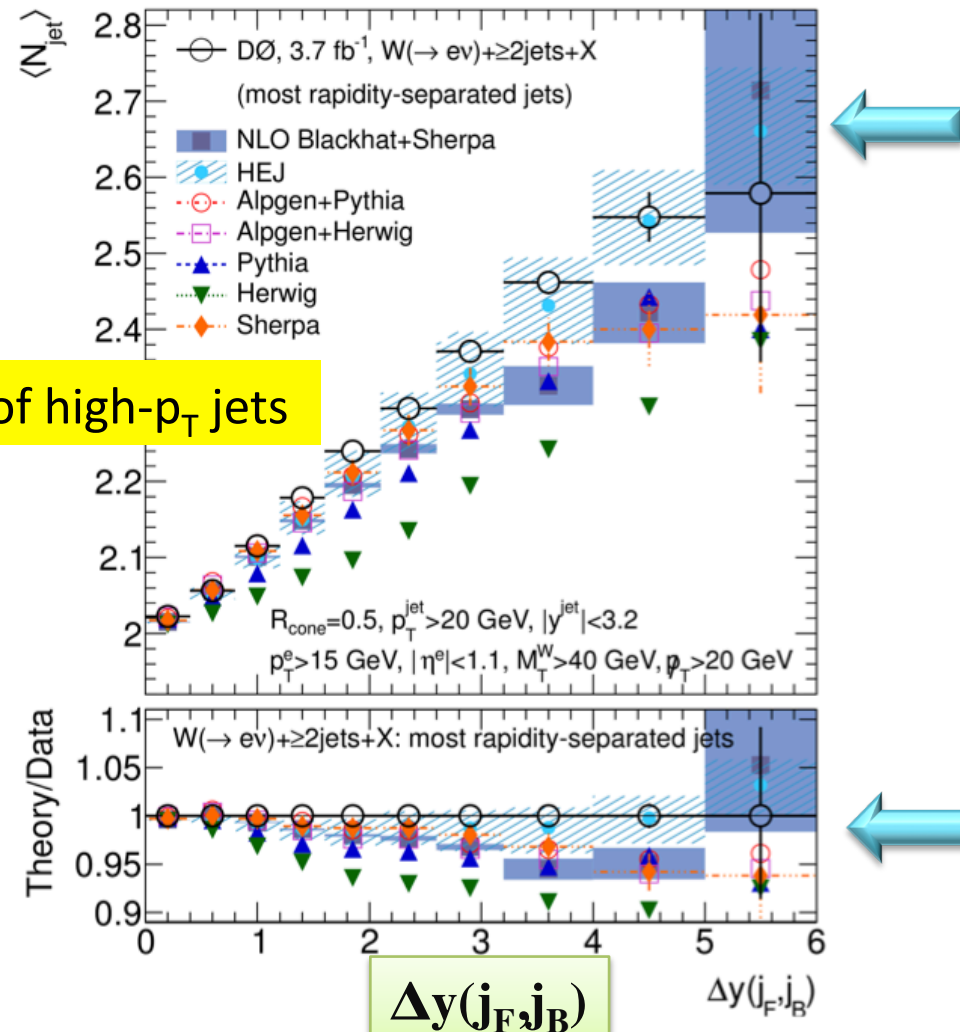 ⟨N_jet⟩
2.8
2.7
2.6
2.5
2.4
2.2
2.1
2
DØ, 3.7 fb⁻¹, W(→ eν)+≥2jets+X
(most rapidity-separated jets)
NLO Blackhat+Sherpa
HEJ
Alpgen+Pythia
Alpgen+Herwig
Pythia
Herwig
Sherpa
of high-p_T jets
R_cone=0.5, p_T^jet>20 GeV, |y^jet|<3.2
p_T^e>15 GeV, |η^e|<1.1, M_T^W>40 GeV, p̸_T>20 GeV
Theory/Data
1.1
1.05
1
0.95
0.9
W(→ eν)+≥2jets+X: most rapidity-separated jets
0 1 2 3 4 5 6
Δy(j_F,j_B)
Δy(j_F,j_B)